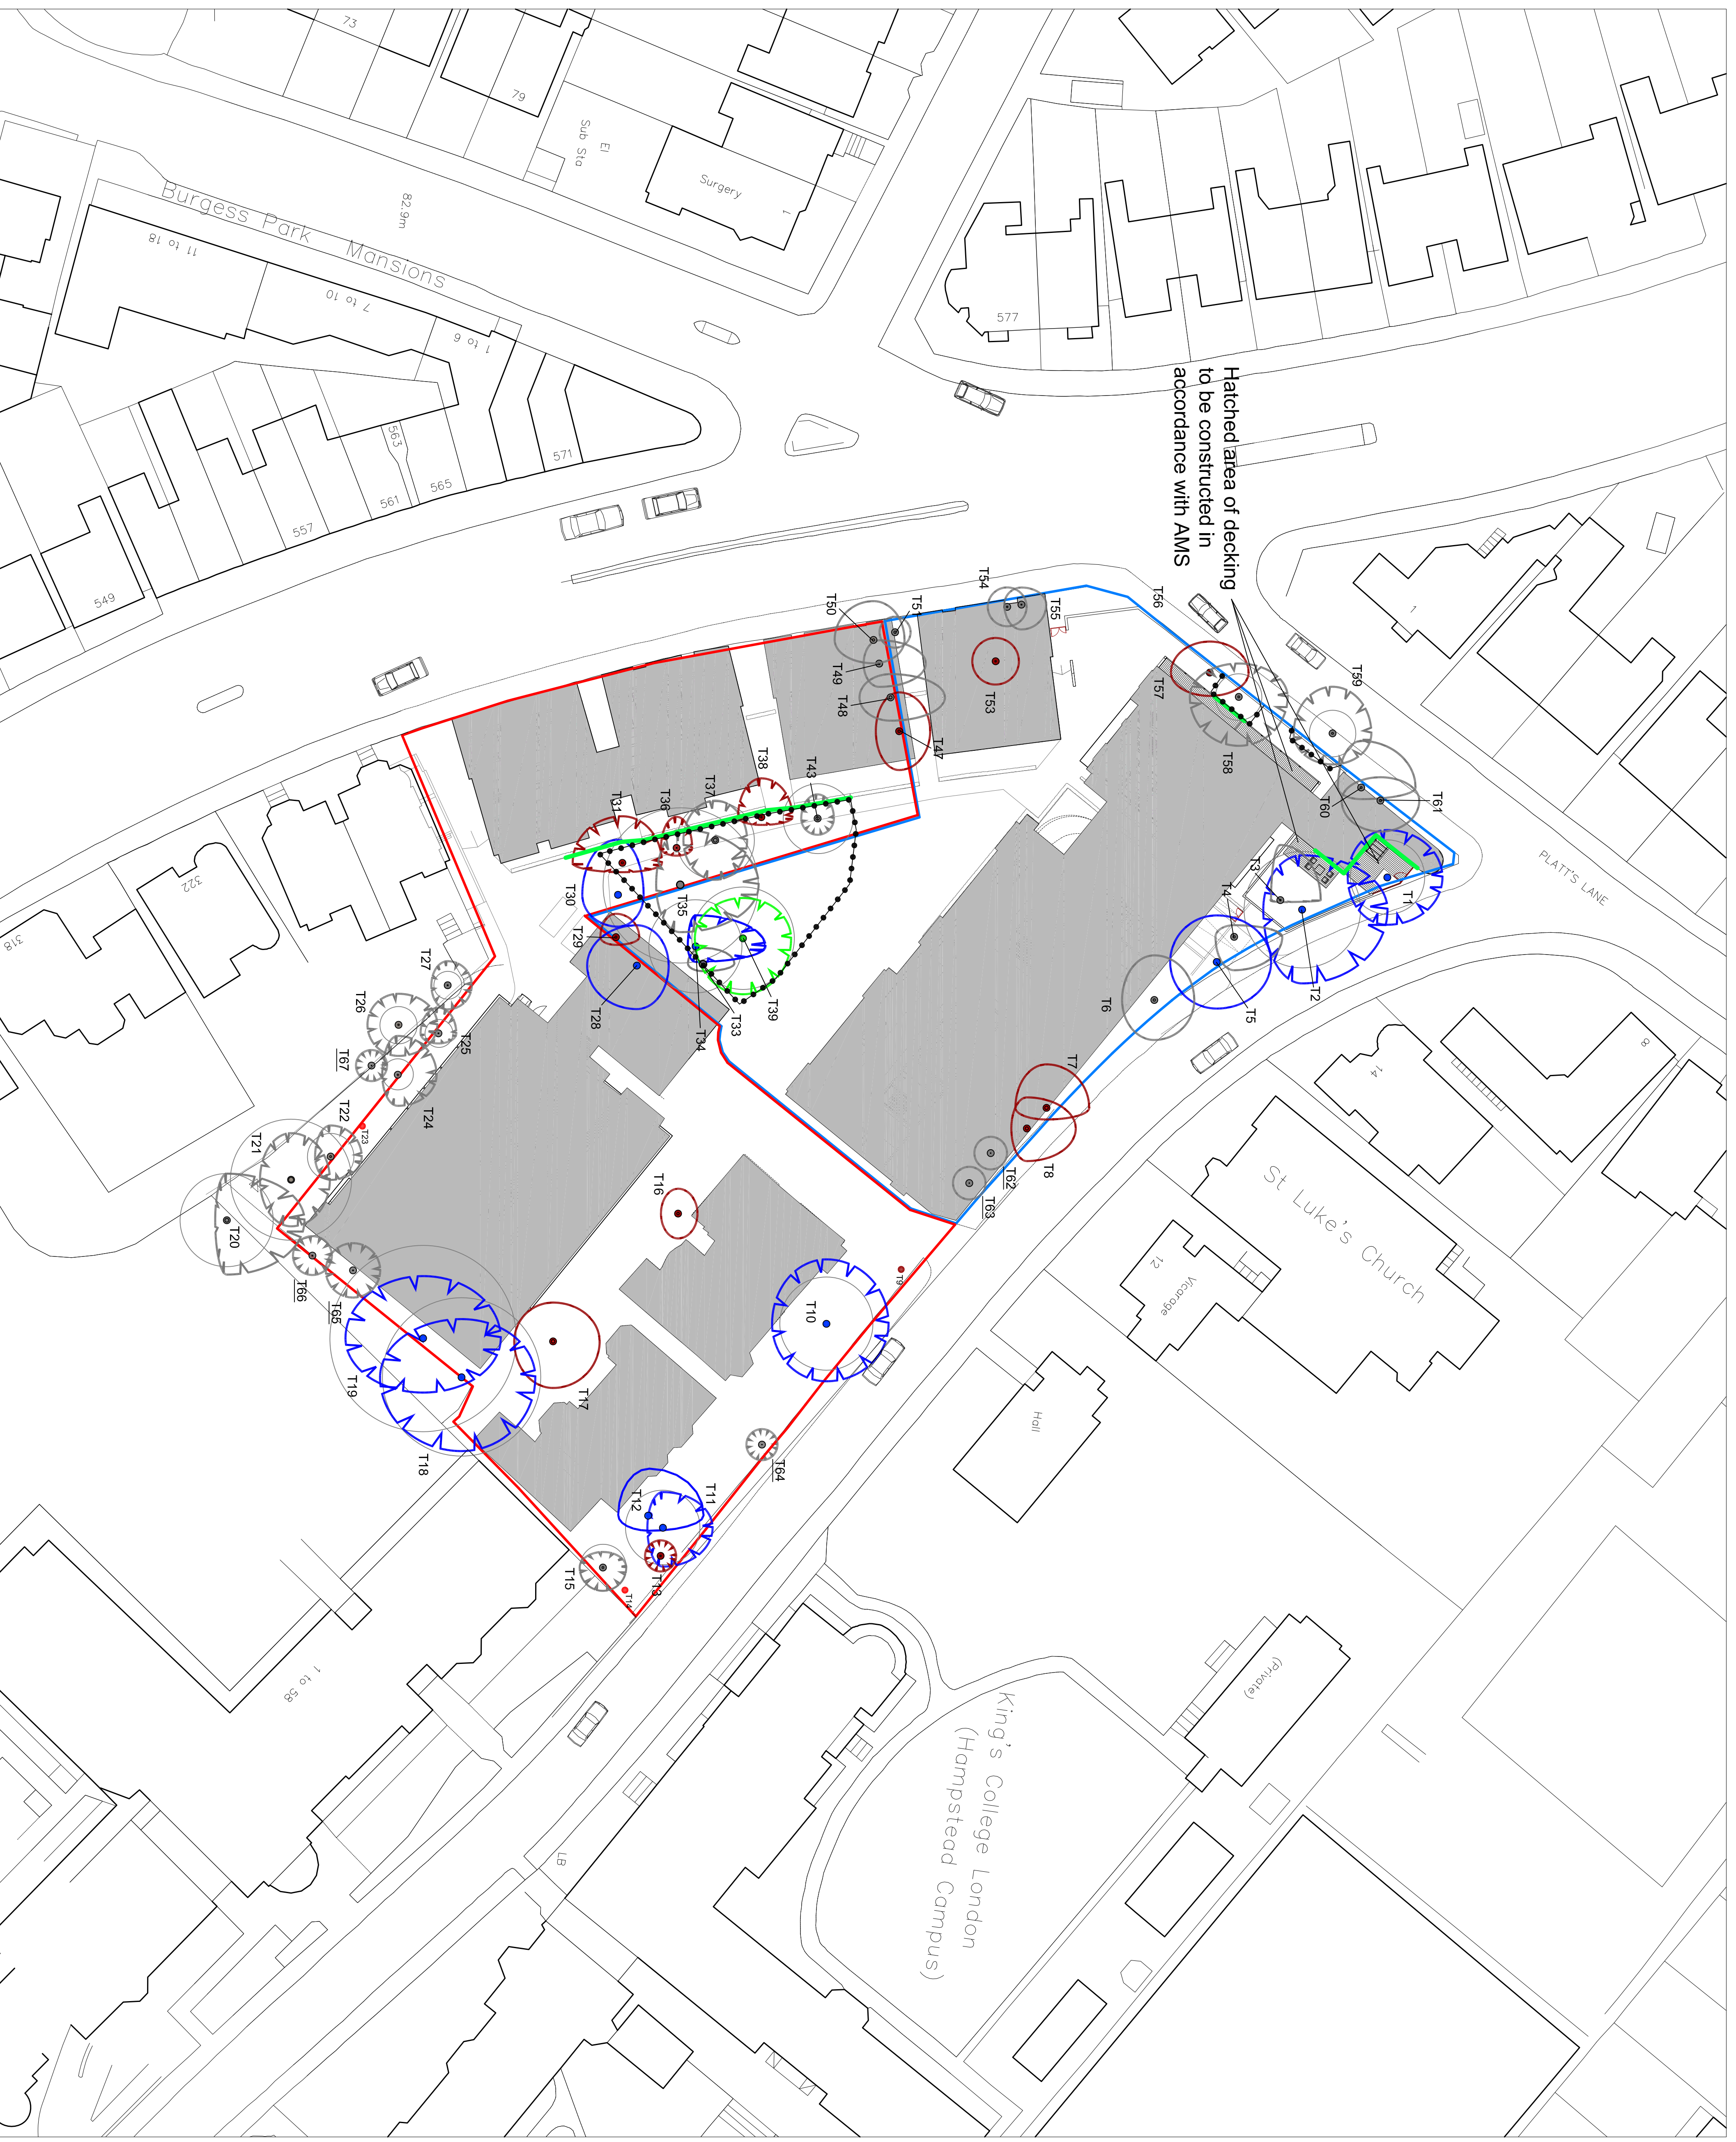 73
79
El
Sub Sta
Surgery
1
82.9m
Burgess Park Mansions
11 to 18
7 to 10
1 to 6
577
563
571
565
561
557
549
Hatched area of decking
to be constructed in
accordance with AMS
1
PLATT'S LANE
T54
T55
T56
T50
T51
T49
T48
T53
T47
T57
T59
T58
T60
T61
T43
T38
T37
T36
T31
T30
T35
T29
T28
T34
T33
T39
T3
T4
T1
T2
T5
T6
T7
T8
T62
T63
T27
T26
T25
T67
T24
T23
T22
T21
T20
T66
T65
T19
T18
T17
T16
T10
T9
T64
T11
T12
T13
T14
T15
322
318
8
14
St Luke's Church
12
Vicarage
Hall
1 to 58
LB
(Private)
King's College London
(Hampstead Campus)